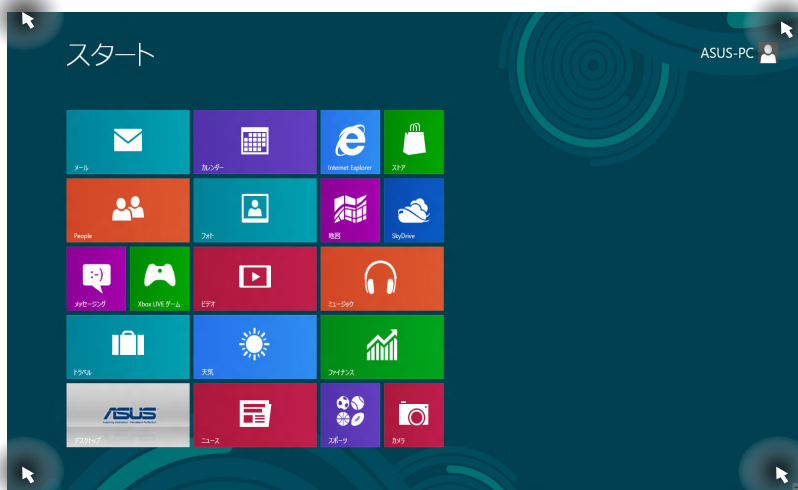 スタート
ASUS-PC
メール
カレンダー
Internet Explorer
ストア
People
フォト
地図
SkyDrive
メッセージング
Xbox LIVE ゲーム
ビデオ
ミュージック
トラベル
天気
ファイナンス
ASUS
Inspiring Innovation · Persistent Perfection
デスクトップ
ニュース
スポーツ
カメラ